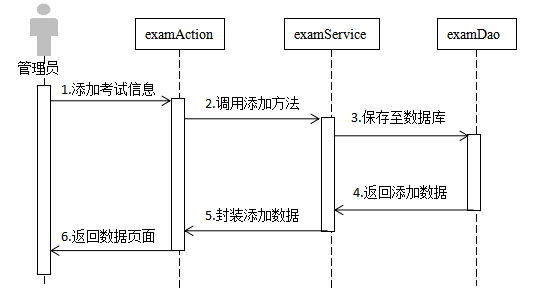 examAction
examService
examDao
管理员
1.添加考试信息
2.调用添加方法
3.保存至数据库
4.返回添加数据
5.封装添加数据
6.返回数据页面